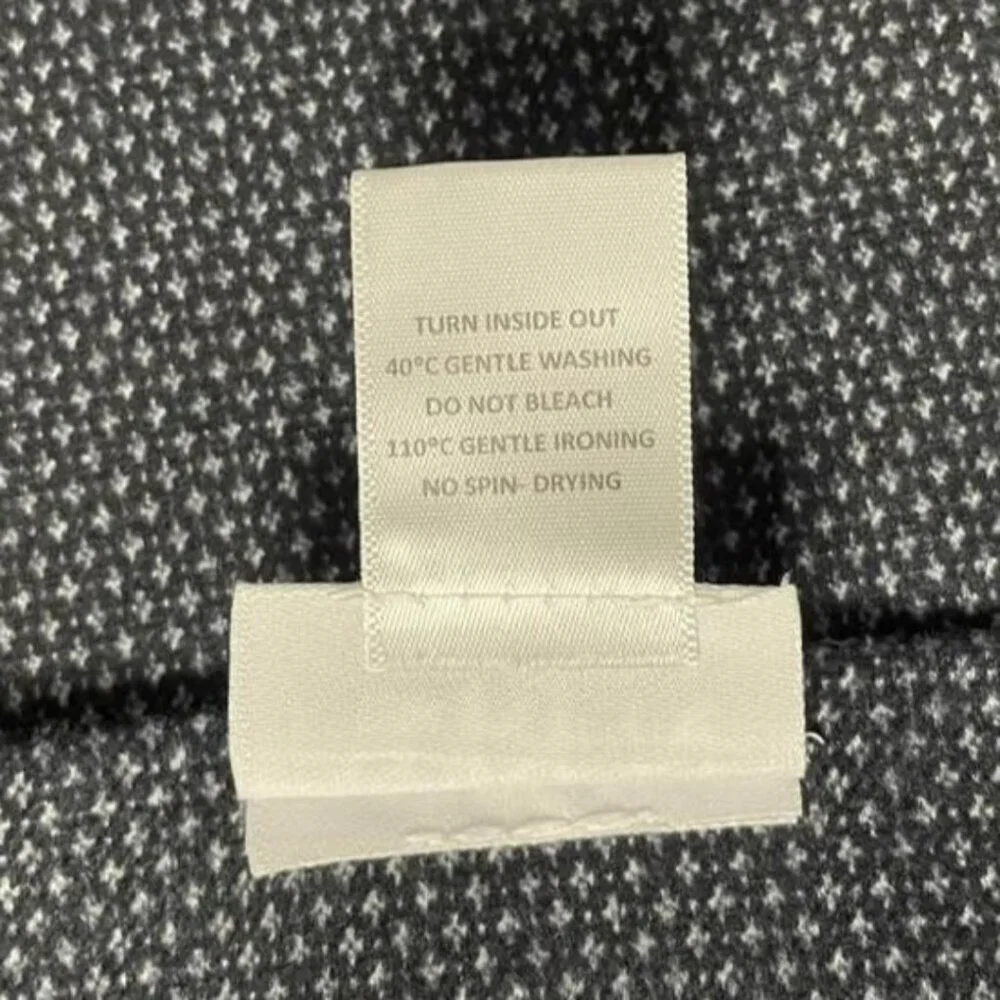 TURN INSIDE OUT
40°C GENTLE WASHING
DO NOT BLEACH
110°C GENTLE IRONING
NO SPIN- DRYING